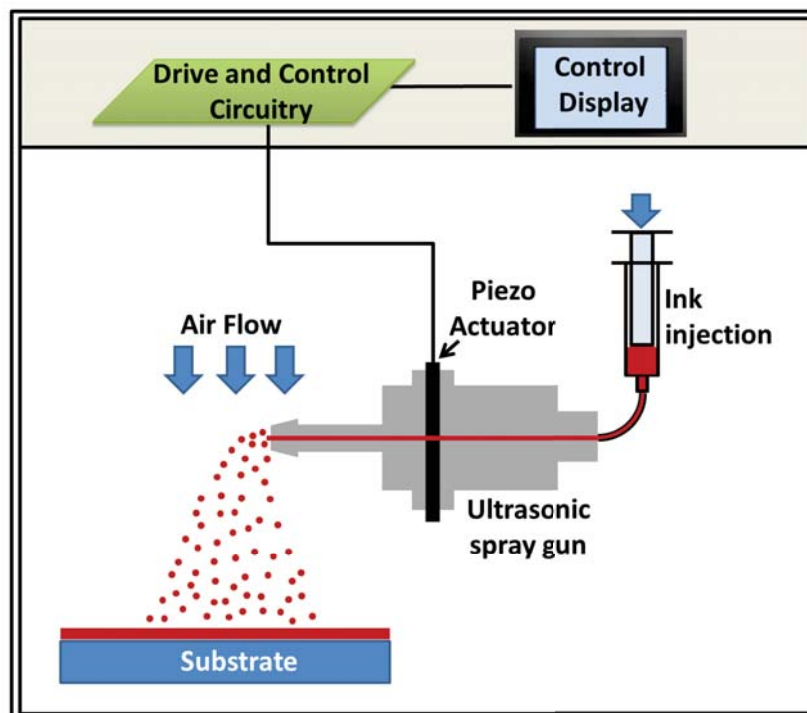 Drive and Control
Circuitry
Control
Display
Piezo
Actuator
Ink
injection
Air Flow
Ultrasonic
spray gun
Substrate